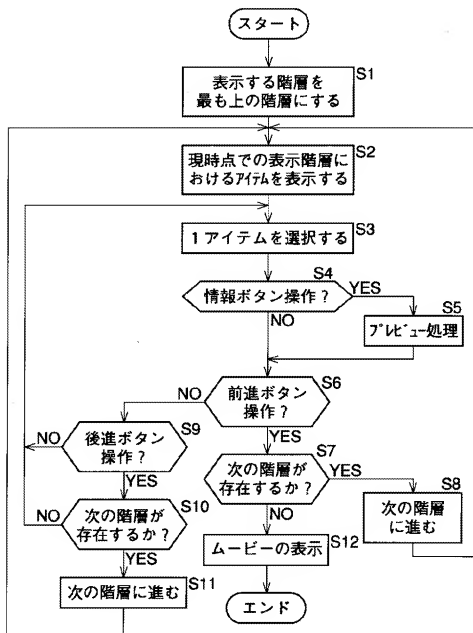 スタート
S1
表示する階層を
最も上の階層にする
S2
現時点での表示階層に
おけるアイテムを表示する
S3
1アイテムを選択する
S4
情報ボタン操作？
YES
NO
S5
プレビュー処理
S6
前進ボタン
操作？
NO
YES
S9
後進ボタン
操作？
NO
YES
S7
次の階層が
存在するか？
YES
NO
S8
次の階層
に進む
S10
次の階層が
存在するか？
NO
YES
S12
ムービーの表示
S11
次の階層に進む
エンド